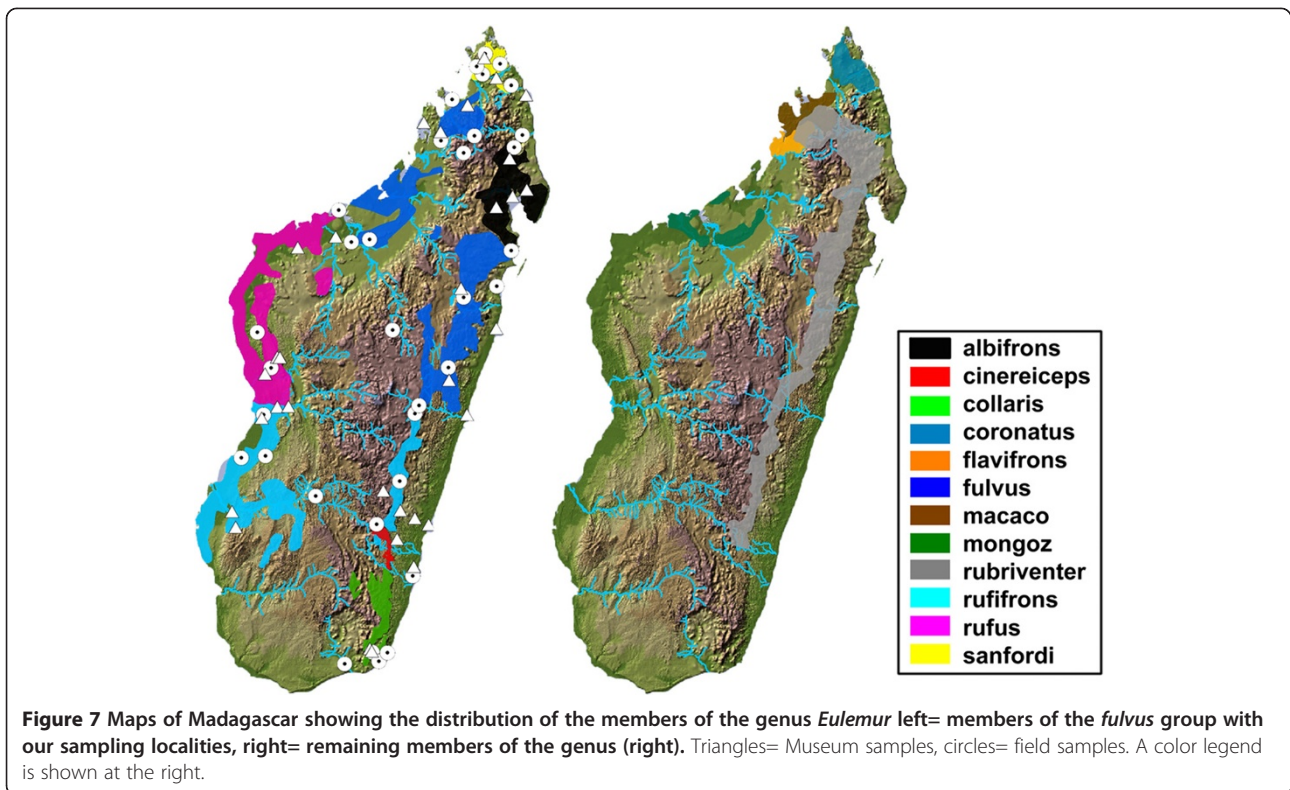 albifrons
cinereiceps
collaris
coronatus
flavifrons
fulvus
macaco
mongoz
rubriventer
rufifrons
rufus
sanfordi
Figure 7 Maps of Madagascar showing the distribution of the members of the genus Eulemur left= members of the fulvus group with
our sampling localities, right= remaining members of the genus (right). Triangles= Museum samples, circles= field samples. A color legend
is shown at the right.